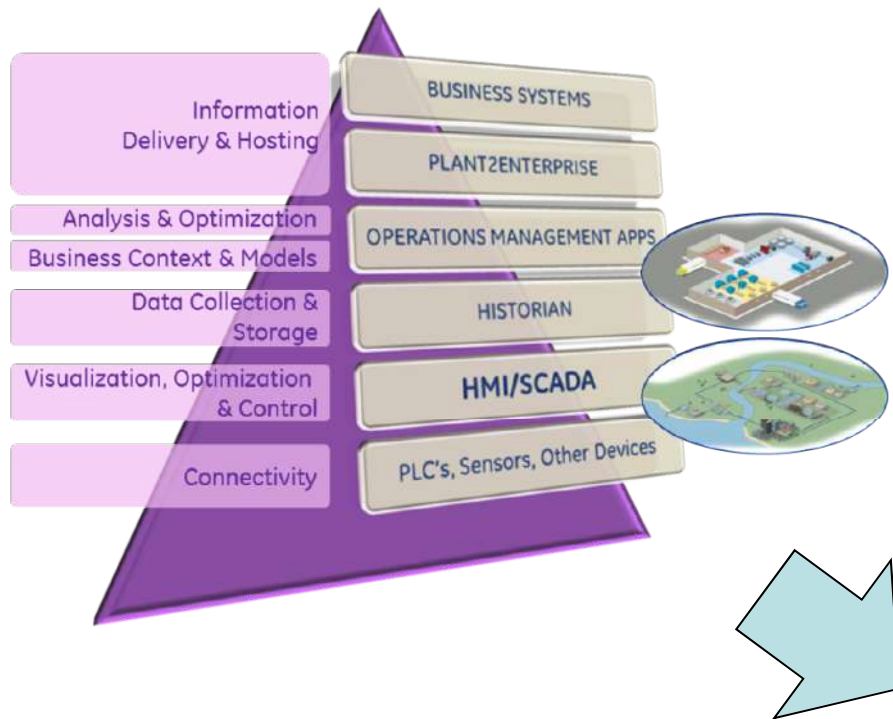 Information
Delivery & Hosting
BUSINESS SYSTEMS
PLANT2ENTERPRISE
Analysis & Optimization
Business Context & Models
OPERATIONS MANAGEMENT APPS
Data Collection &
Storage
HISTORIAN
Visualization, Optimization
& Control
HMI/SCADA
Connectivity
PLC's, Sensors, Other Devices